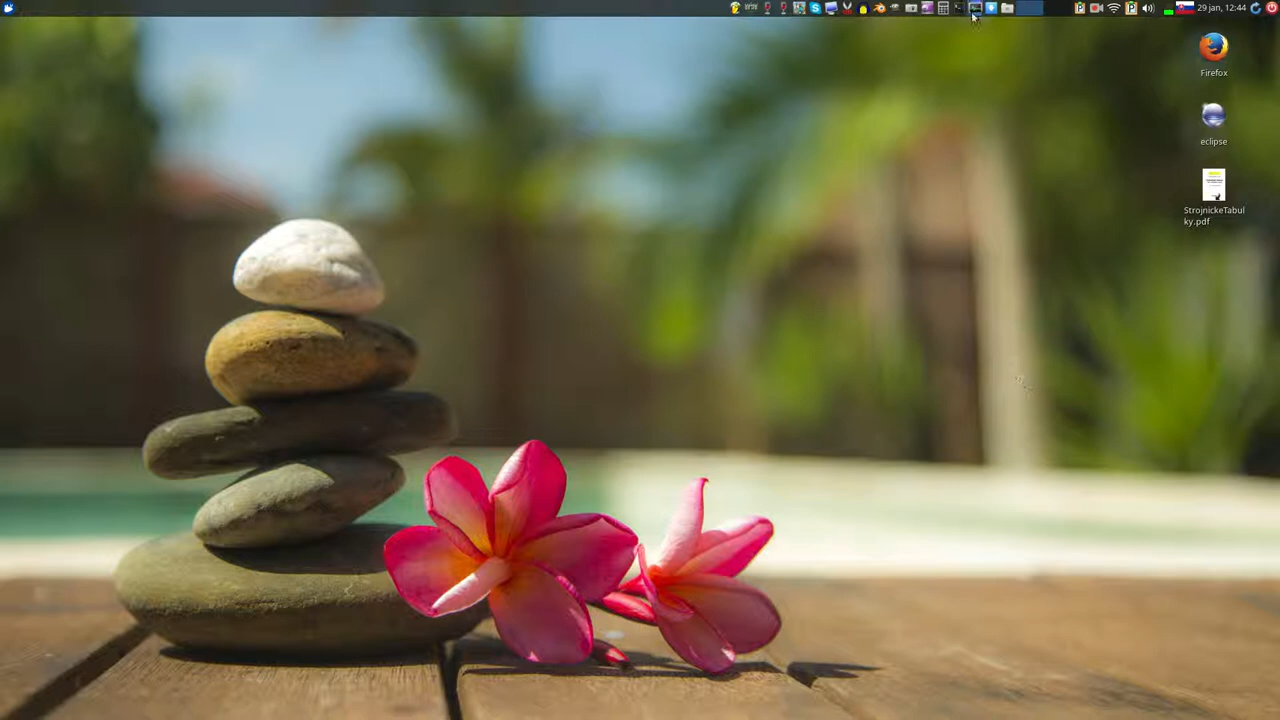 29 jan, 12:44
Firefox
eclipse
StrojnickeTabul
ky.pdf